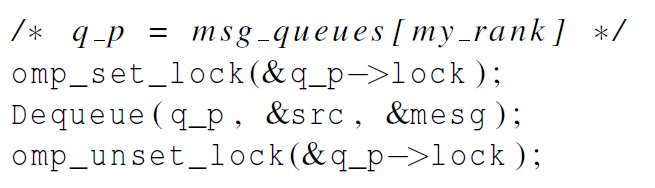 /* q_p = msg_queues[my_rank] */
omp_set_lock(&q_p->lock);
Dequeue(q_p, &src, &mesg);
omp_unset_lock(&q_p->lock);